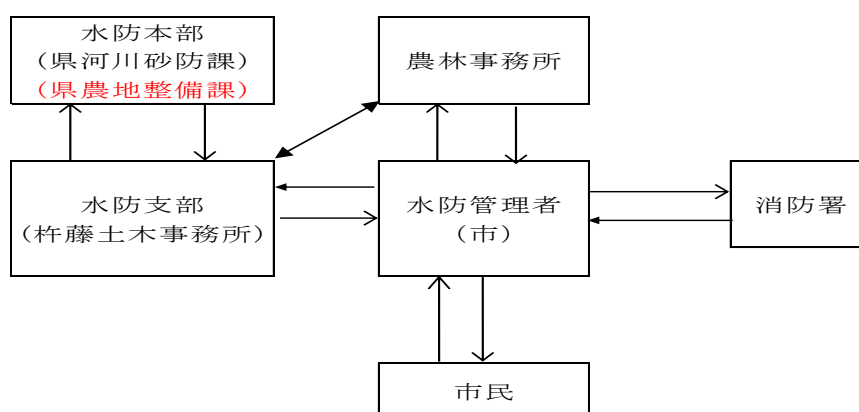 水防本部
（県河川砂防課）
（県農地整備課）
農林事務所
水防支部
（杵藤土木事務所）
水防管理者
（市）
消防署
市民